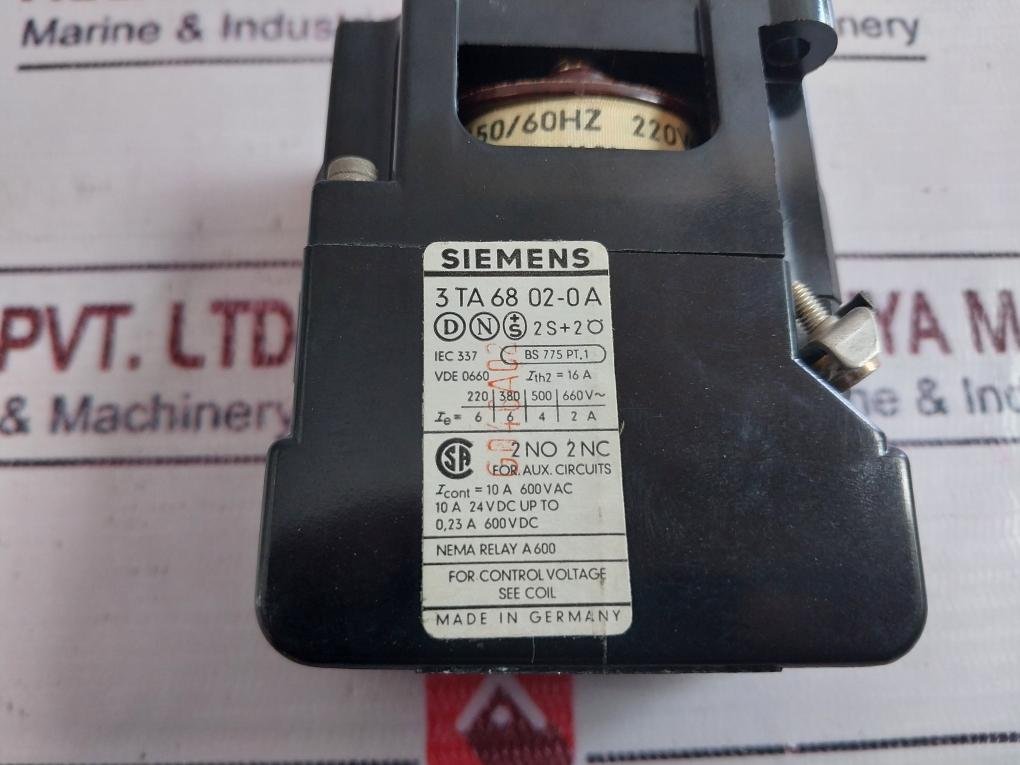 Marine & Indus
nery
50/60HZ 220V
SIEMENS
3 TA 68 02-0 A
D N +S 2 S + 2 Ö
IEC 337 BS 775 PT.1
VDE 0660 Ith2 = 16 A
220 380 500 660 V~
Ie = 6 6 4 2 A
PVT. LTD
YA M
& Machinery
ne & Ind
SA 2 NO 2 NC
FOR AUX. CIRCUITS
Icont = 10 A 600 VAC
10 A 24 VDC UP TO
0,23 A 600 VDC
NEMA RELAY A 600
FOR CONTROL VOLTAGE
SEE COIL
MADE IN GERMANY